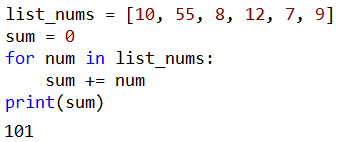 list_nums = [10, 55, 8, 12, 7, 9]
sum = 0
for num in list_nums:
    sum += num
print(sum)
101